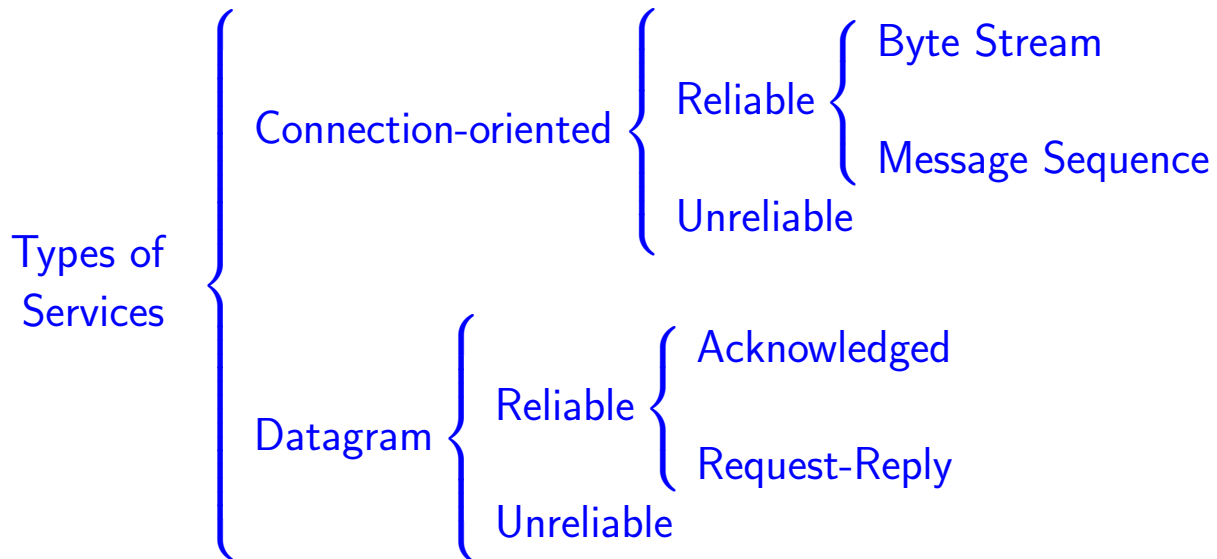 Types of
Services
Connection-oriented
Reliable
Byte Stream
Message Sequence
Unreliable
Datagram
Reliable
Acknowledged
Request-Reply
Unreliable